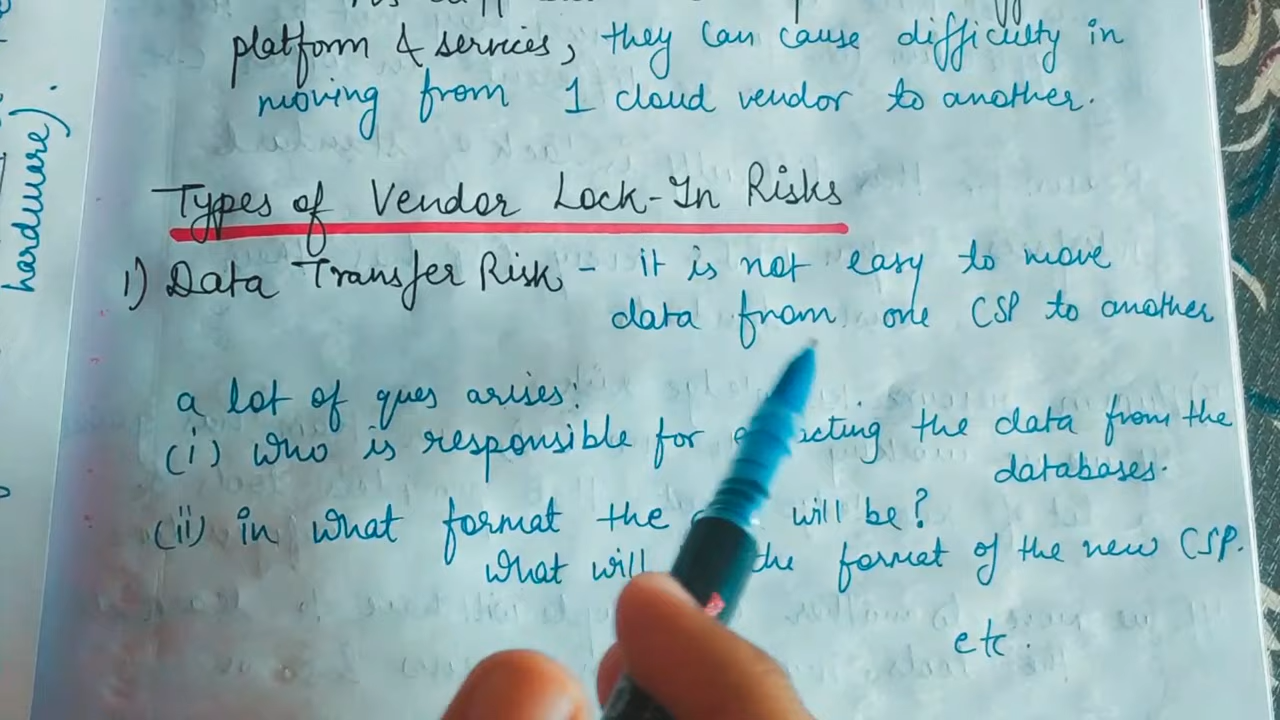 platform & services, they can cause difficulty in
moving from 1 cloud vendor to another.
Types of Vendor Lock-In Risks
1) Data Transfer Risk - it is not easy to move
data from one CSP to another
a lot of ques arises:
(i) who is responsible for the data from the
databases.
(ii) in what format the will be?
what will the format of the new CSP.
etc.
hardware).